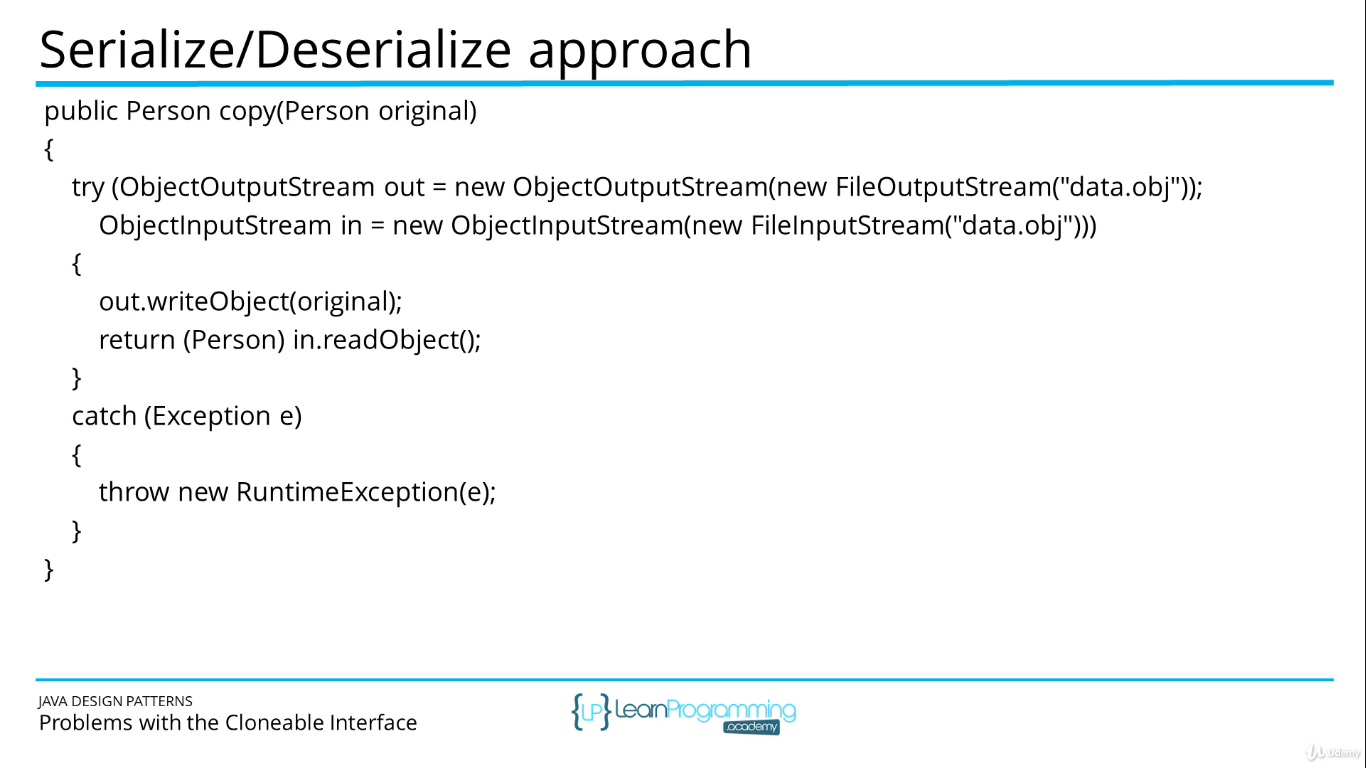 Serialize/Deserialize approach
public Person copy(Person original)
{
try (ObjectOutputStream out = new ObjectOutputStream(new FileOutputStream("data.obj"));
ObjectInputStream in = new ObjectInputStream(new FileInputStream("data.obj")))
{
out.writeObject(original);
return (Person) in.readObject();
}
catch (Exception e)
{
throw new RuntimeException(e);
}
}
JAVA DESIGN PATTERNS
Problems with the Cloneable Interface
{LP} LearnProgramming
.academy
Udemy